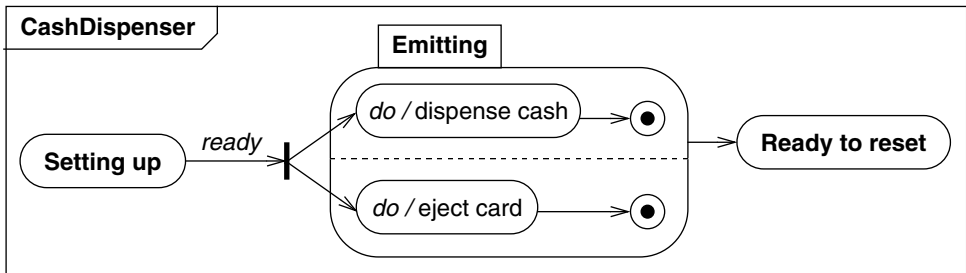 CashDispenser
Emitting
do / dispense cash
ready
Setting up
Ready to reset
do / eject card